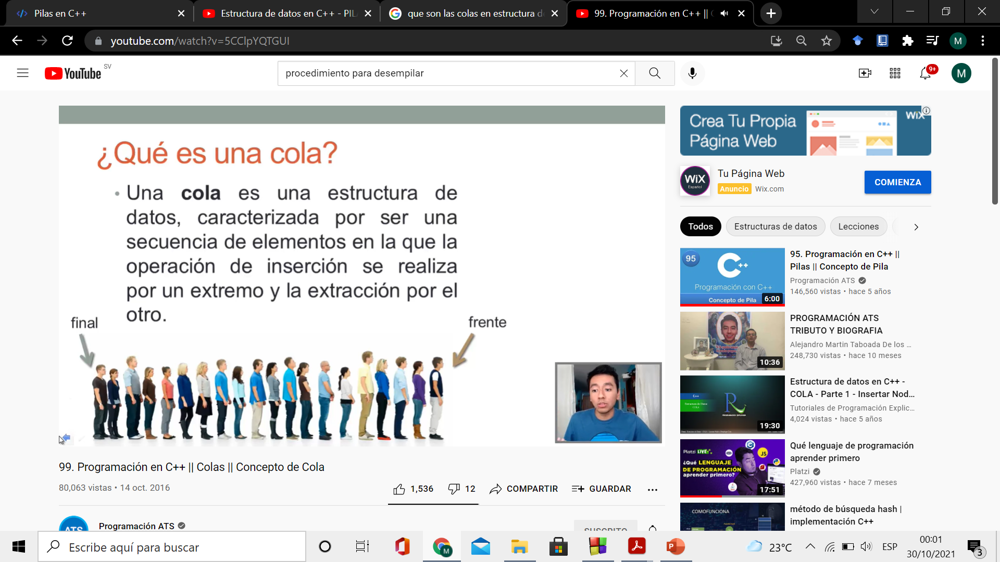 Pilas en C++
Estructura de datos en C++ - PIL
que son las colas en estructura d
99. Programación en C++ ||
youtube.com/watch?v=5CClpYQTGUI
M
YouTube
SV
procedimiento para desempilar
9+
M
¿Qué es una cola?
• Una cola es una estructura de
datos, caracterizada por ser una
secuencia de elementos en la que la
operación de inserción se realiza
por un extremo y la extracción por el
otro.
final
frente
99. Programación en C++ || Colas || Concepto de Cola
80,063 vistas • 14 oct. 2016
1,536
12
COMPARTIR
GUARDAR
ATS
Programación ATS
SUSCRITO
Crea Tu Propia
Página Web
WiX
WiX
Español
Tu Página Web
Anuncio Wix.com
COMIENZA
Todos
Estructuras de datos
Lecciones
95
C++
Programación con C++
Concepto de Pila
6:00
95. Programación en C++ ||
Pilas || Concepto de Pila
Programación ATS
146,560 vistas • hace 5 años
10:36
PROGRAMACIÓN ATS
TRIBUTO Y BIOGRAFIA
Alejandro Martin Taboada De los ...
248,730 vistas • hace 10 meses
C++
Estructura de Datos
COLA
PROGRAMACION EXPLICADA
19:30
Estructura de datos en C++ -
COLA - Parte 1 - Insertar Nod...
Tutoriales de Programación Explic...
4,024 vistas • hace 5 años
Platzi LIVE
¿Qué LENGUAJE
DE PROGRAMACIÓN
aprender primero?
JS
17:51
Qué lenguaje de programación
aprender primero
Platzi
427,960 vistas • hace 7 meses
COMOFUNCIONA
método de búsqueda hash |
implementación C++
Escribe aquí para buscar
M
23°C
ESP
00:01
30/10/2021
3